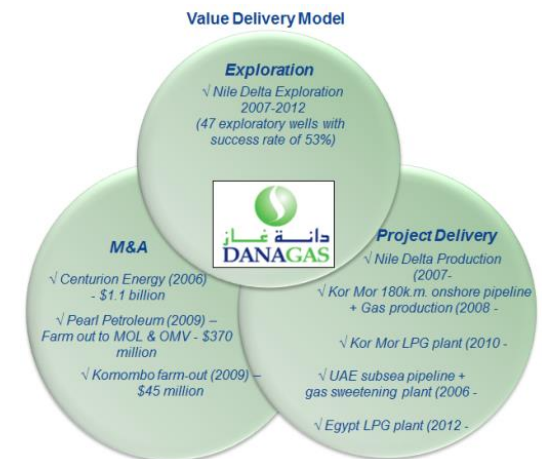 Value Delivery Model
Exploration
√ Nile Delta Exploration
2007-2012
(47 exploratory wells with
success rate of 53%)
دانة غاز
DANAGAS
M&A
√ Centurion Energy (2006)
- $1.1 billion
√ Pearl Petroleum (2009) –
Farm out to MOL & OMV - $370
million
√ Komombo farm-out (2009) –
$45 million
Project Delivery
√ Nile Delta Production
(2007-
√ Kor Mor 180k.m. onshore pipeline
+ Gas production (2008 -
√ Kor Mor LPG plant (2010 -
√ UAE subsea pipeline +
gas sweetening plant (2006 -
√ Egypt LPG plant (2012 -